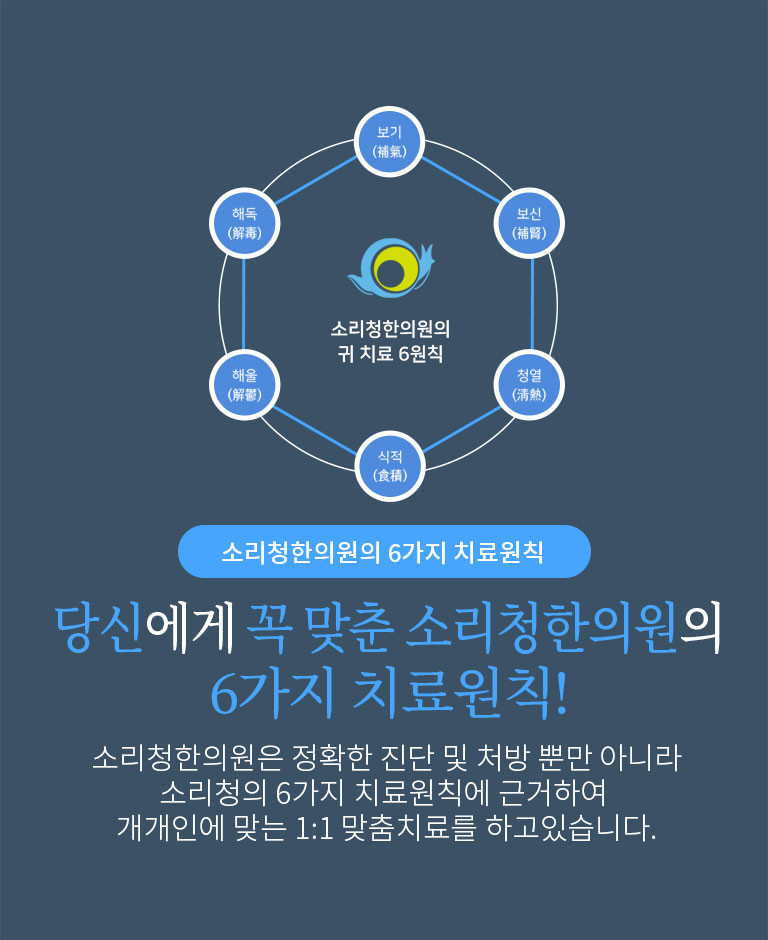 보기
(補氣)
해독
(解毒)
보신
(補腎)
소리청한의원의
귀 치료 6원칙
해울
(解鬱)
청열
(淸熱)
식적
(食積)
소리청한의원의 6가지 치료원칙
당신에게 꼭 맞춘 소리청한의원의
6가지 치료원칙!
소리청한의원은 정확한 진단 및 처방 뿐만 아니라
소리청의 6가지 치료원칙에 근거하여
개개인에 맞는 1:1 맞춤치료를 하고있습니다.